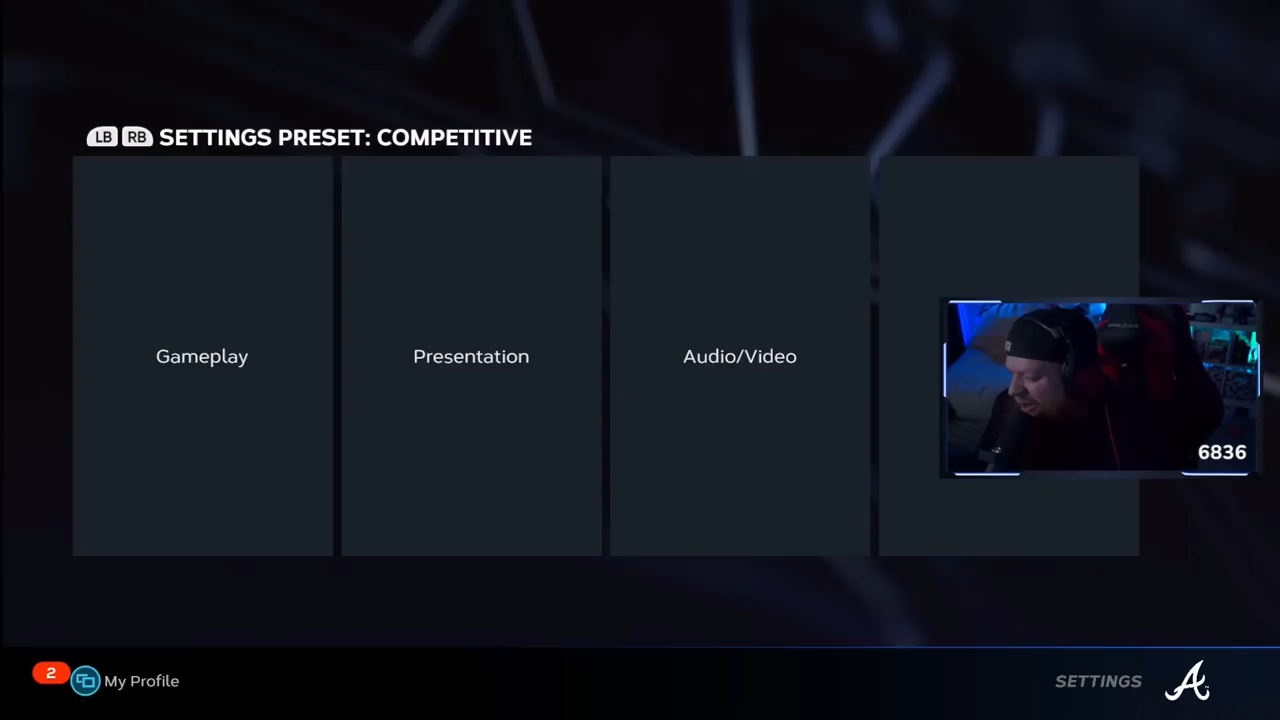 LB RB SETTINGS PRESET: COMPETITIVE
Gameplay
Presentation
Audio/Video
6836
2 My Profile
SETTINGS A